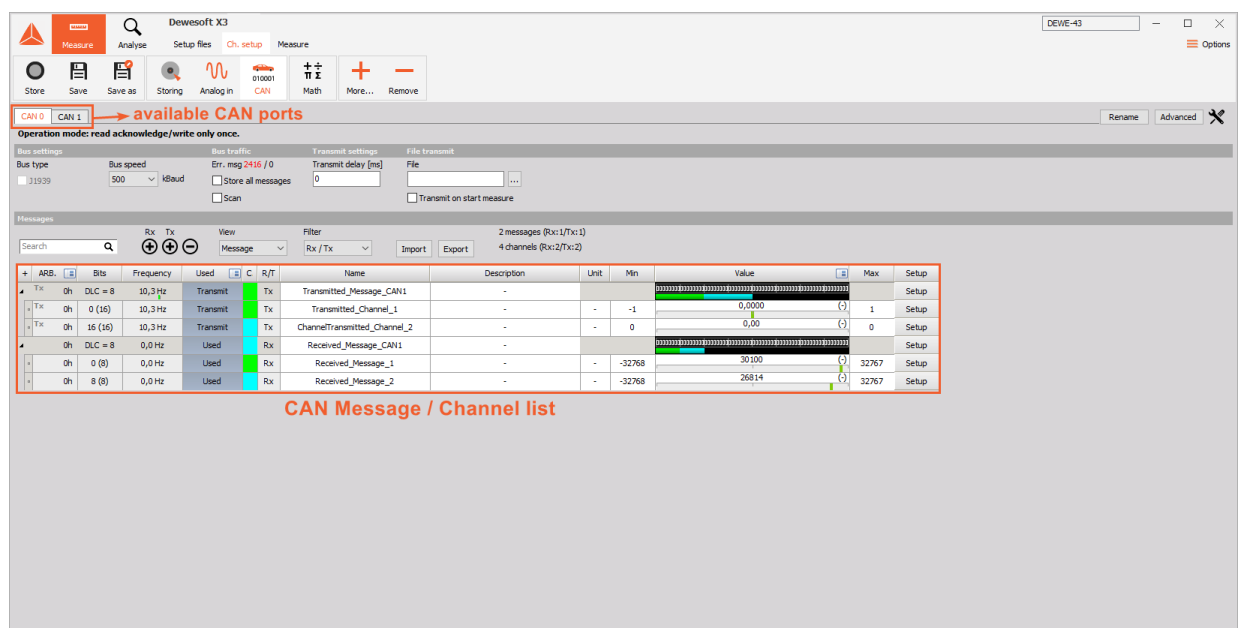 Dewesoft X3
DEWE-43
Measure
Analyse
Setup files
Ch. setup
Measure
Options
010001
Store
Save
Save as
Storing
Analog in
CAN
Math
More...
Remove
CAN 0
CAN 1
available CAN ports
Rename
Advanced
Operation mode: read acknowledge/write only once.
Bus settings
Bus traffic
Transmit settings
File transmit
Bus type
Bus speed
Err. msg 2416 / 0
Transmit delay [ms]
File
J1939
500
kBaud
Store all messages
0
...
Scan
Transmit on start measure
Messages
Rx Tx
View
Filter
2 messages (Rx:1/Tx:1)
Search
Message
Rx / Tx
Import
Export
4 channels (Rx:2/Tx:2)
+ ARB. Bits Frequency Used C R/T Name Description Unit Min Value Max Setup
Tx 0h DLC = 8 10,3 Hz Transmit Tx Transmitted_Message_CAN1 - Setup
Tx 0h 0 (16) 10,3 Hz Transmit Tx Transmitted_Channel_1 - - -1 0,0000 (-) 1 Setup
Tx 0h 16 (16) 10,3 Hz Transmit Tx ChannelTransmitted_Channel_2 - - 0 0,00 (-) 0 Setup
0h DLC = 8 0,0 Hz Used Rx Received_Message_CAN1 - Setup
0h 0 (8) 0,0 Hz Used Rx Received_Message_1 - - -32768 30100 (-) 32767 Setup
0h 8 (8) 0,0 Hz Used Rx Received_Message_2 - - -32768 26814 (-) 32767 Setup
CAN Message / Channel list